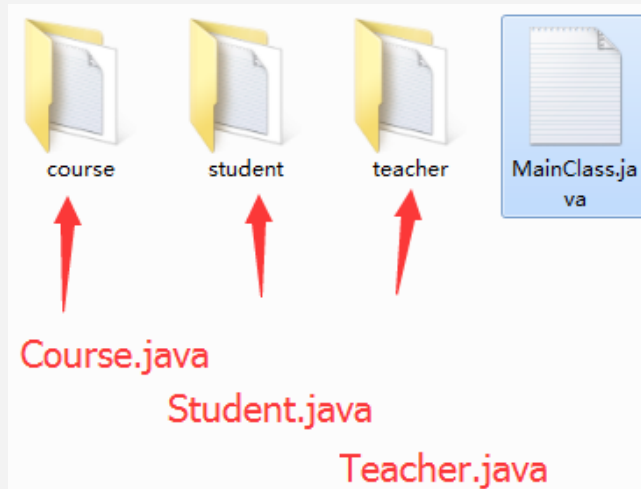 course
student
teacher
MainClass.ja
va
Course.java
Student.java
Teacher.java